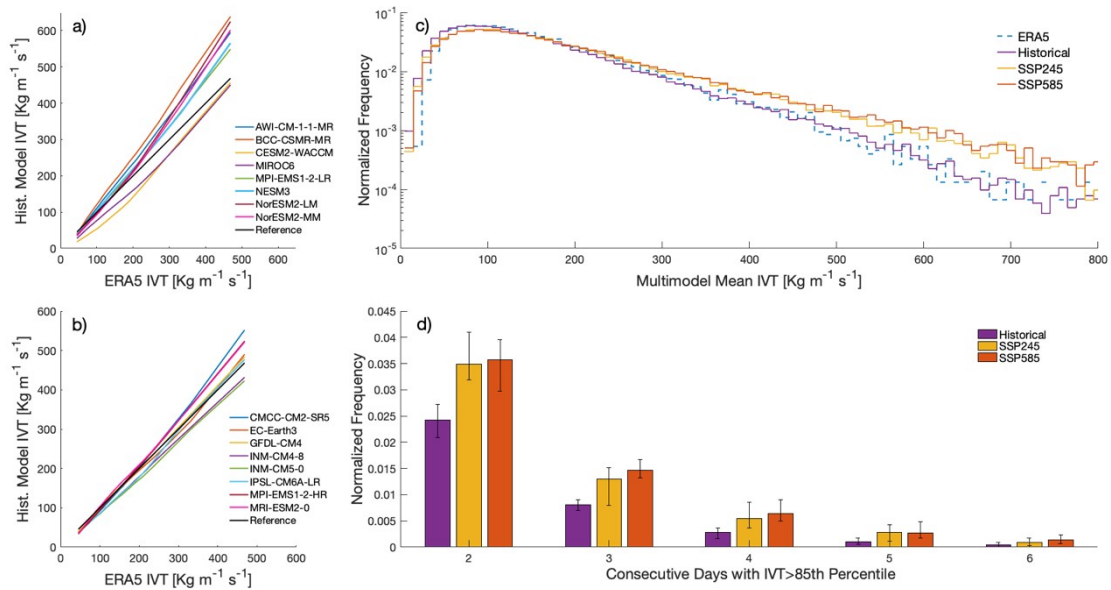 a)
Hist. Model IVT [Kg m⁻¹ s⁻¹]
600
500
400
300
200
100
0
AWI-CM-1-1-MR
BCC-CSMR-MR
CESM2-WACCM
MIROC6
MPI-EMS1-2-LR
NESM3
NorESM2-LM
NorESM2-MM
Reference
0 100 200 300 400 500 600
ERA5 IVT [Kg m⁻¹ s⁻¹]
c)
Normalized Frequency
10⁻¹
10⁻²
10⁻³
10⁻⁴
10⁻⁵
ERA5
Historical
SSP245
SSP585
0 100 200 300 400 500 600 700 800
Multimodel Mean IVT [Kg m⁻¹ s⁻¹]
b)
Hist. Model IVT [Kg m⁻¹ s⁻¹]
600
500
400
300
200
100
0
CMCC-CM2-SR5
EC-Earth3
GFDL-CM4
INM-CM4-8
INM-CM5-0
IPSL-CM6A-LR
MPI-EMS1-2-HR
MRI-ESM2-0
Reference
0 100 200 300 400 500 600
ERA5 IVT [Kg m⁻¹ s⁻¹]
d)
Normalized Frequency
0.045
0.04
0.035
0.03
0.025
0.02
0.015
0.01
0.005
0
Historical
SSP245
SSP585
2 3 4 5 6
Consecutive Days with IVT>85th Percentile